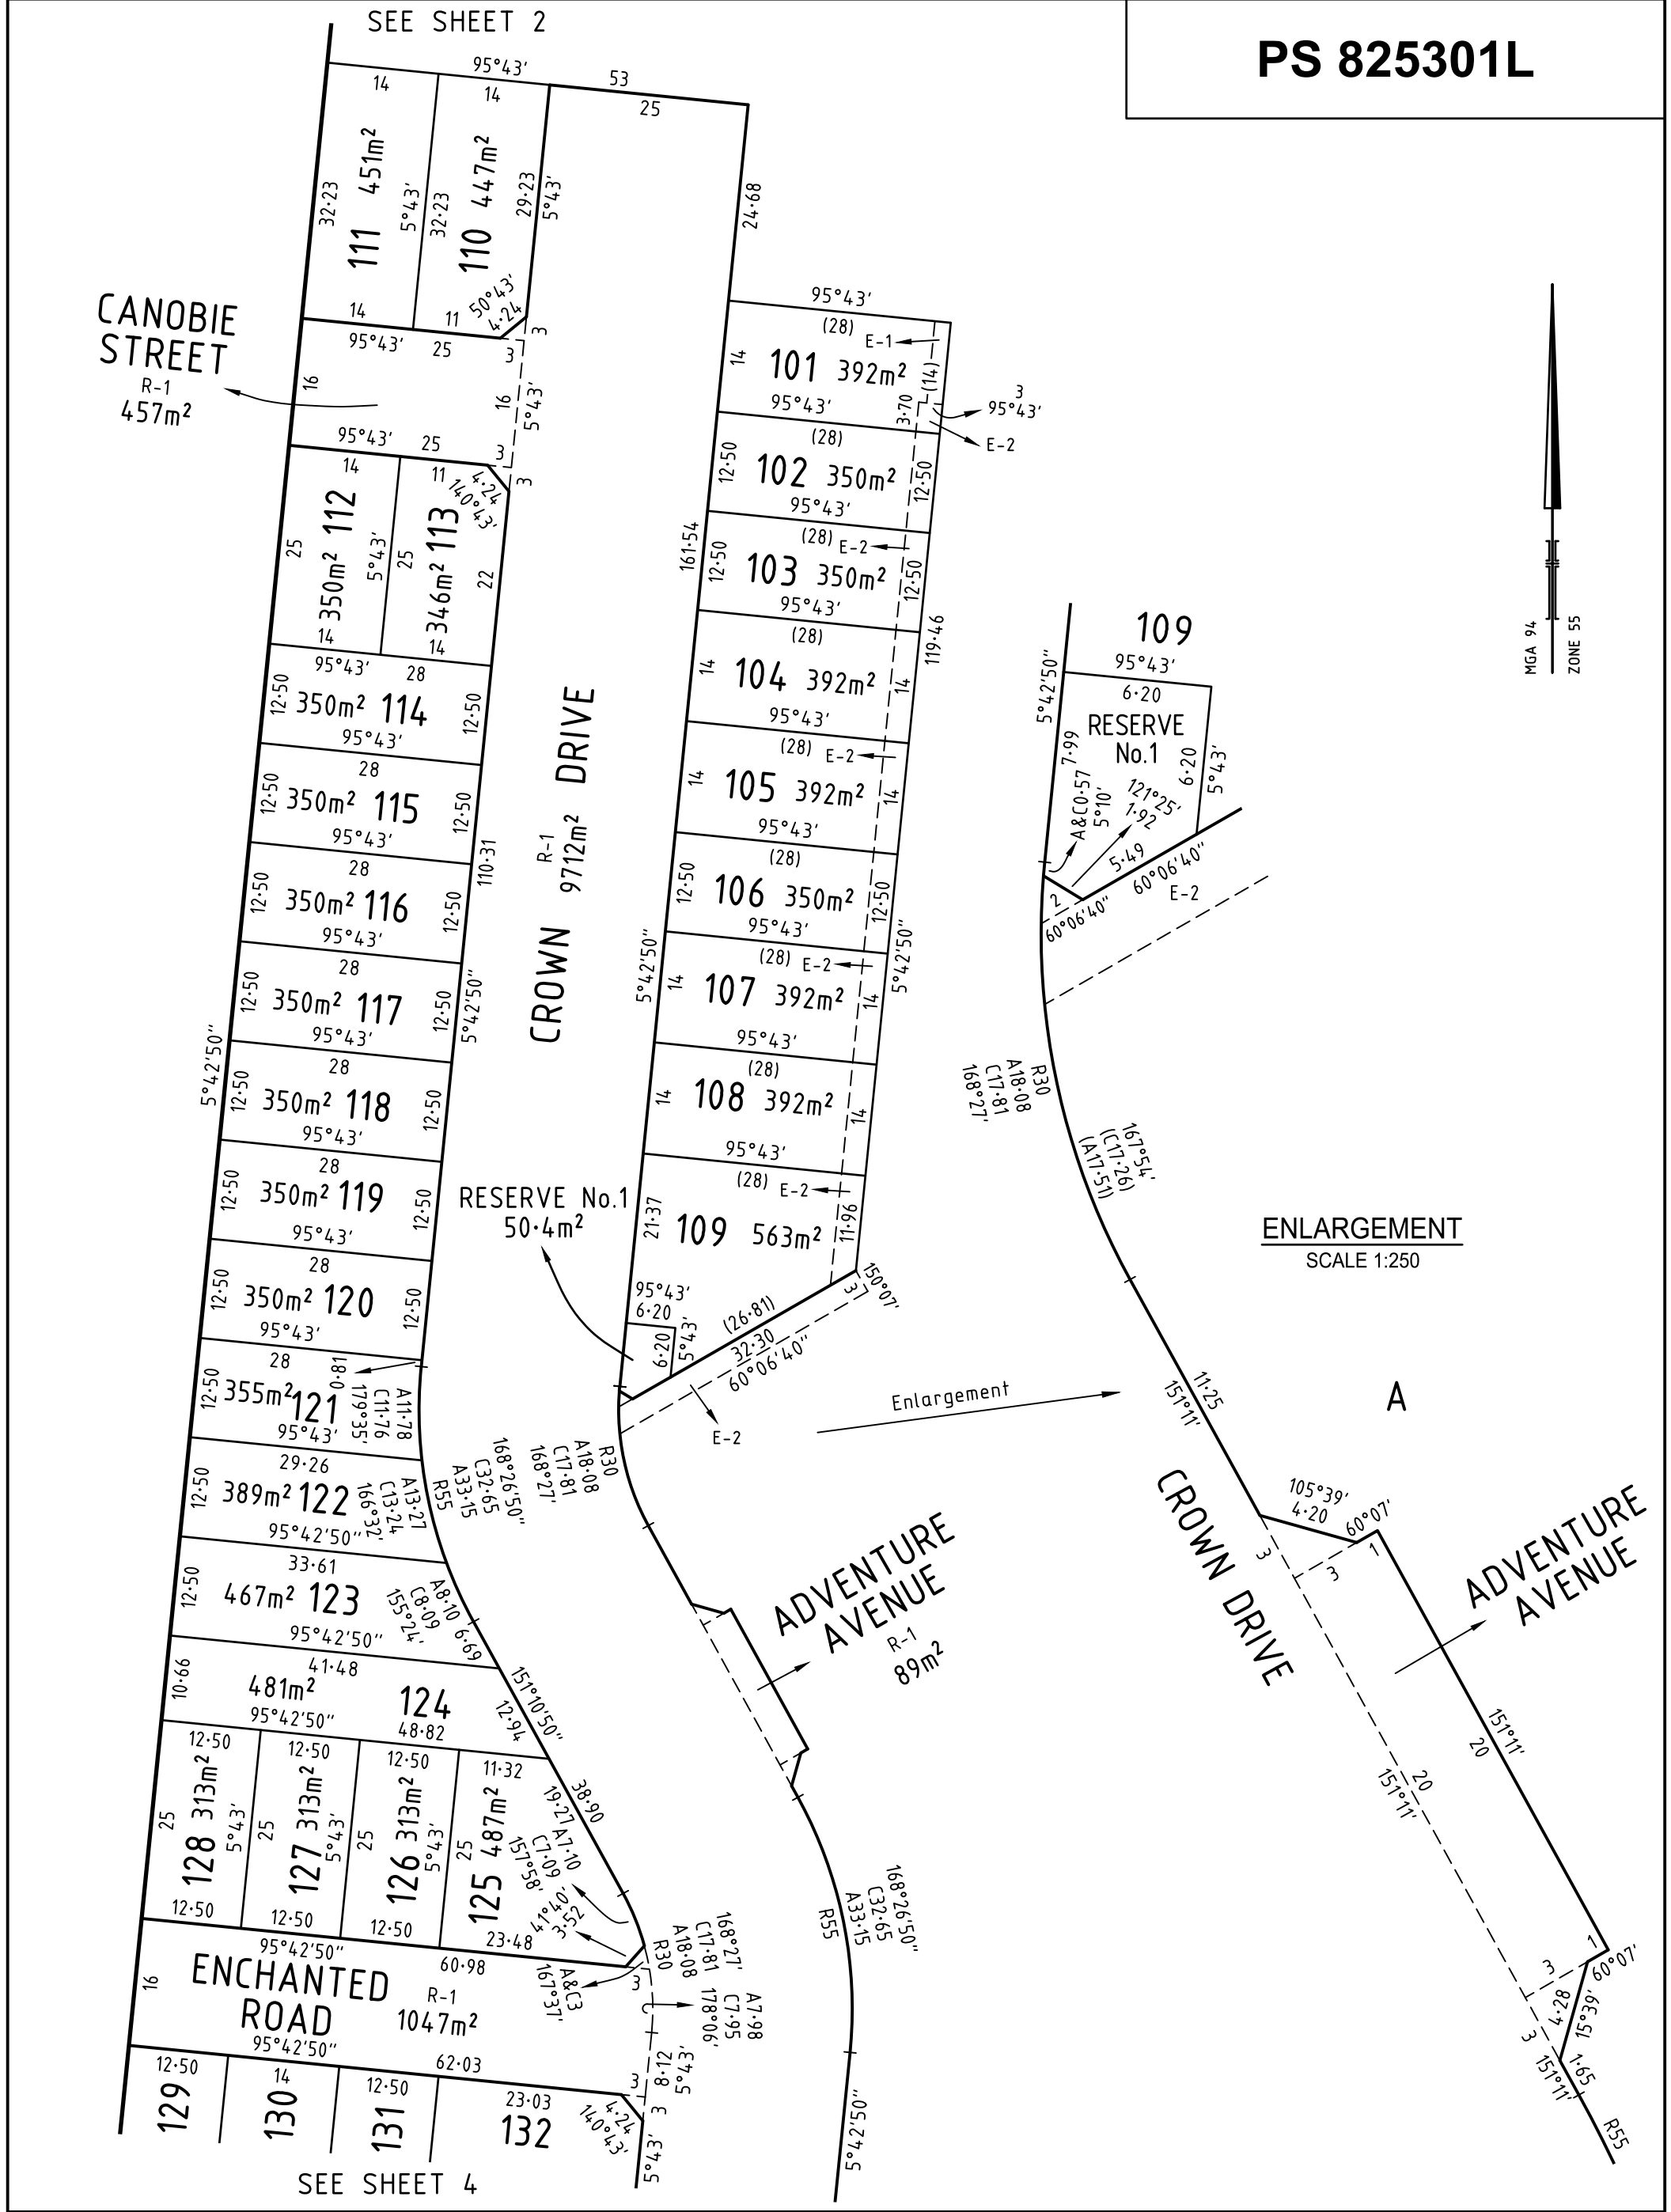 SEE SHEET 2
PS 825301L
95°43'
53
14
14
25
32·23
111 451m²
5°43'
32·23
110 447m²
29·23
5°43'
24·68
50°43'
4·24
14
11
3
95°43'
25
3
CANOBIE
STREET
R-1
457m²
16
16
5°43'
95°43'
25
3
3
14
11
4·24
140°43'
25
350m² 112
5°43'
25
346m² 113
22
14
14
95°43'
28
12·50
350m² 114
12·50
95°43'
28
12·50
350m² 115
12·50
95°43'
110·31
28
12·50
350m² 116
12·50
95°43'
28
12·50
350m² 117
12·50
5°42'50"
95°43'
5°42'50"
28
12·50
350m² 118
12·50
95°43'
28
12·50
350m² 119
12·50
95°43'
28
12·50
350m² 120
12·50
95°43'
28
0·81
12·50
355m² 121
179°35'
C11·76
A11·78
95°43'
29·26
12·50
389m² 122
166°32'
C13·24
A13·27
R55
A33·15
C32·65
168°26'50"
95°42'50"
33·61
12·50
467m² 123
155°24'
C8·09
A8·10
6·69
95°42'50"
41·48
10·66
481m²
124
151°10'50"
12·94
95°42'50"
48·82
12·50
12·50
12·50
11·32
38·90
19·27
25
128 313m²
5°43'
25
127 313m²
5°43'
25
126 313m²
5°43'
25
125 487m²
A7·10
C7·09
157°58'
41°40'
3·52
12·50
12·50
12·50
23·48
95°42'50"
60·98
16
ENCHANTED
ROAD
R-1
1047m²
A&C3
167°37'
3
R30
A18·08
C17·81
168°27'
A7·98
C7·95
178°06'
8·12
5°43'
95°42'50"
62·03
3
3
12·50
14
12·50
23·03
4·24
140°43'
129
130
131
132
5°43'
SEE SHEET 4
CROWN DRIVE
R-1
9712m²
95°43'
(28)
E-1
14
101 392m²
(14)
3
95°43'
3·70
E-2
95°43'
(28)
12·50
102 350m²
12·50
95°43'
161·54
(28)
E-2
12·50
103 350m²
12·50
95°43'
119·46
(28)
14
104 392m²
14
95°43'
(28)
E-2
14
105 392m²
14
95°43'
(28)
12·50
106 350m²
12·50
95°43'
5°42'50"
5°42'50"
(28)
E-2
14
107 392m²
14
95°43'
(28)
14
108 392m²
14
95°43'
(28)
E-2
21·37
109 563m²
11·96
RESERVE No.1
50·4m²
95°43'
6·20
6·20
5°43'
(26·81)
32·30
60°06'40"
3
150°07'
E-2
R30
A18·08
C17·81
168°27'
Enlargement
ADVENTURE
AVENUE
R-1
89m²
R55
A33·15
C32·65
168°26'50"
5°42'50"
MGA 94
ZONE 55
109
5°42'50"
95°43'
6·20
RESERVE
No.1
7·99
6·20
5°43'
A&C0·57
5°10'
121°25'
1·92
5·49
60°06'40"
2
60°06'40"
E-2
R30
A18·08
C17·81
168°27'
167°54'
(C17·26)
(A17·51)
ENLARGEMENT
SCALE 1:250
11·25
151°11'
A
CROWN DRIVE
105°39'
4·20
60°07'
1
3
3
ADVENTURE
AVENUE
151°11'
20
20
151°11'
1
60°07'
3
4·28
15°39'
3
1·65
151°11'
R55